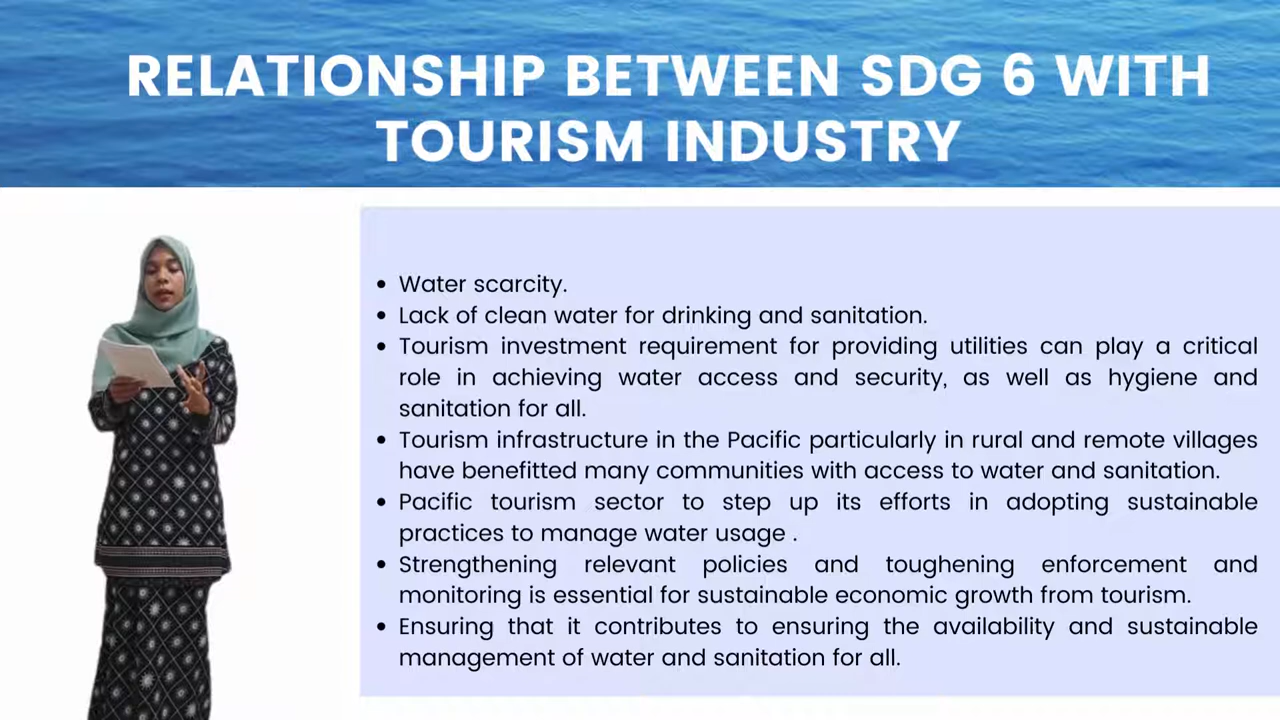 RELATIONSHIP BETWEEN SDG 6 WITH
TOURISM INDUSTRY
• Water scarcity.
• Lack of clean water for drinking and sanitation.
• Tourism investment requirement for providing utilities can play a critical
role in achieving water access and security, as well as hygiene and
sanitation for all.
• Tourism infrastructure in the Pacific particularly in rural and remote villages
have benefitted many communities with access to water and sanitation.
• Pacific tourism sector to step up its efforts in adopting sustainable
practices to manage water usage .
• Strengthening relevant policies and toughening enforcement and
monitoring is essential for sustainable economic growth from tourism.
• Ensuring that it contributes to ensuring the availability and sustainable
management of water and sanitation for all.